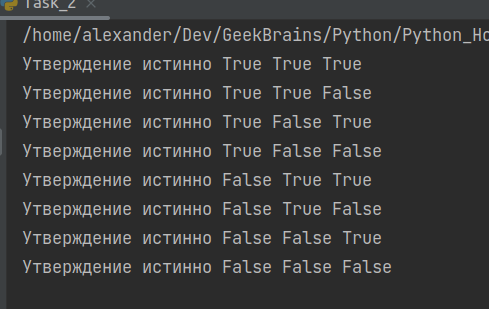 Task_2
/home/alexander/Dev/GeekBrains/Python/Python_Ho
Утверждение истинно True True True
Утверждение истинно True True False
Утверждение истинно True False True
Утверждение истинно True False False
Утверждение истинно False True True
Утверждение истинно False True False
Утверждение истинно False False True
Утверждение истинно False False False